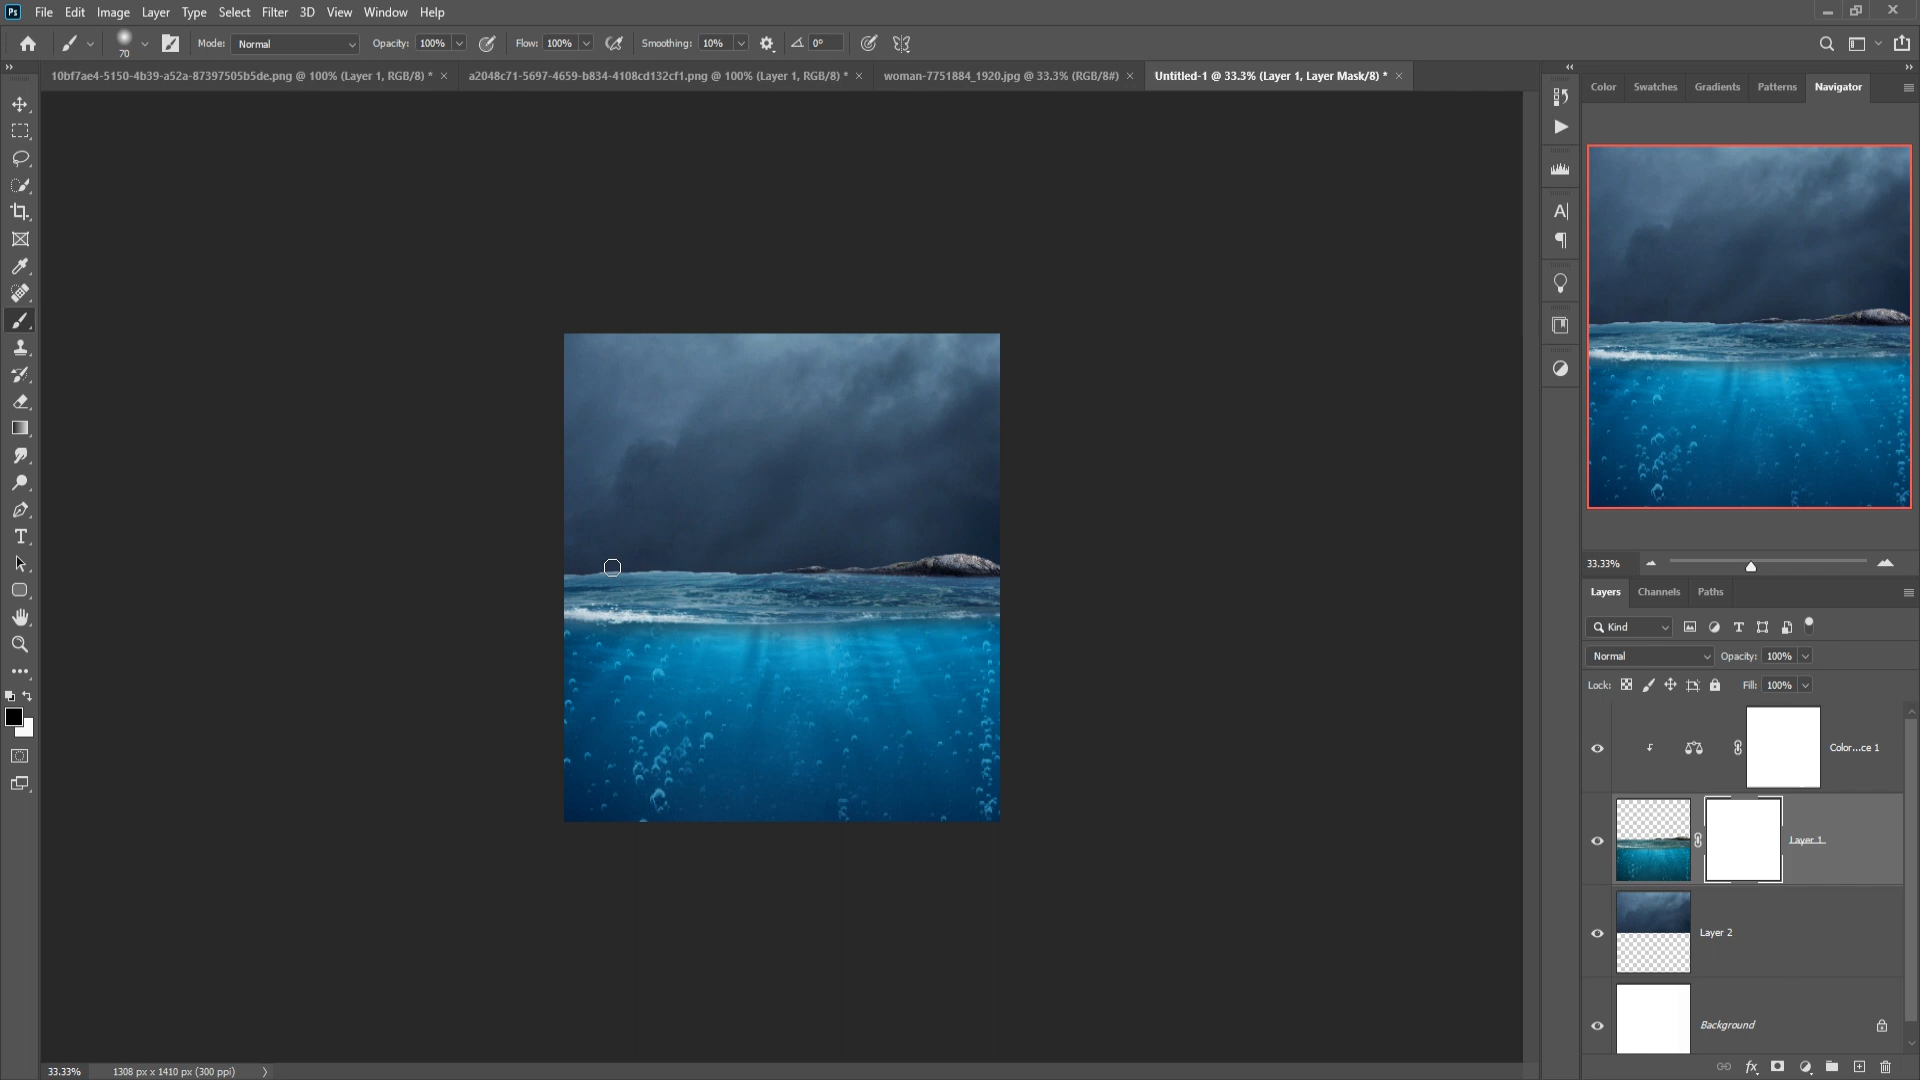 Ps File Edit Image Layer Type Select Filter 3D View Window Help
70 Mode: Normal Opacity: 100% Flow: 100% Smoothing: 10% 0°
10bf7ae4-5150-4b39-a52a-87397505b5de.png @ 100% (Layer 1, RGB/8) * a2048c71-5697-4659-b834-4108cd132cf1.png @ 100% (Layer 1, RGB/8) * woman-7751884_1920.jpg @ 33.3% (RGB/8#) Untitled-1 @ 33.3% (Layer 1, Layer Mask/8) *
Color Swatches Gradients Patterns Navigator
33.33%
Layers Channels Paths
Kind
Normal Opacity: 100%
Lock: Fill: 100%
Color...ce 1
Layer 1
Layer 2
Background
33.33% 1308 px x 1410 px (300 ppi)